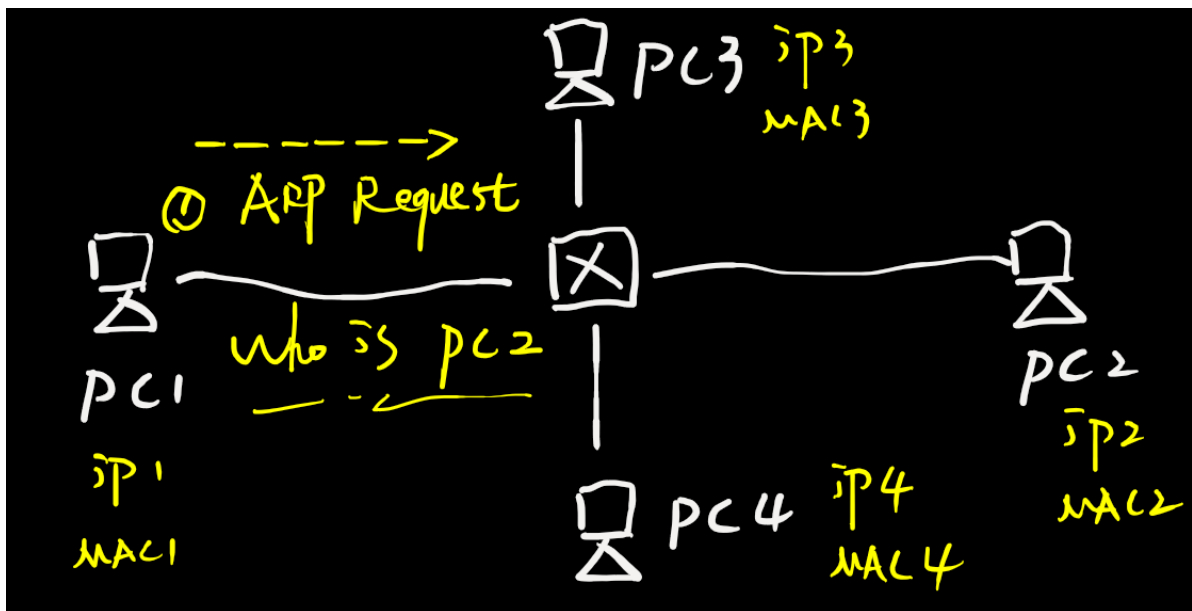 PC3 iP3
MAC3
① ARP Request
Who is PC2
PC1
iP1
MAC1
PC2
iP2
MAC2
PC4 iP4
MAC4